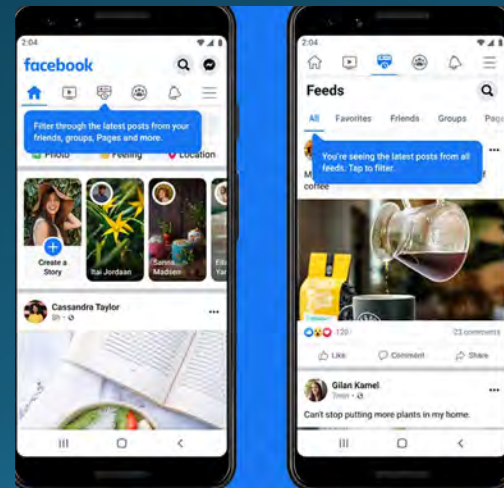 2:04
facebook
Filter through the latest posts from your
friends, groups, Pages and more.
Photo Feeling Location
Create a
Story
Itai Jordaan
Sanna
Madsen
Cassandra Taylor
8h
2:04
Feeds
All Favorites Friends Groups Page
You're seeing the latest posts from all
feeds. Tap to filter.
coffee
120 23 comments
Like Comment Share
Gilan Kamel
7min
Can't stop putting more plants in my home.